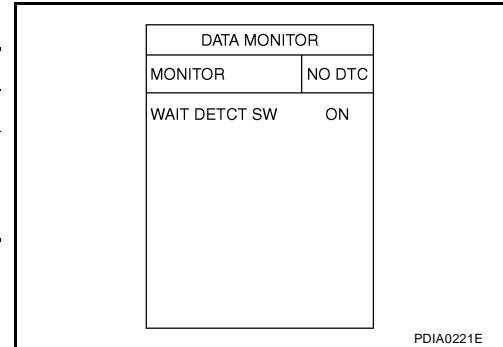 DATA MONITOR
MONITOR NO DTC
WAIT DETCT SW ON
PDIA0221E